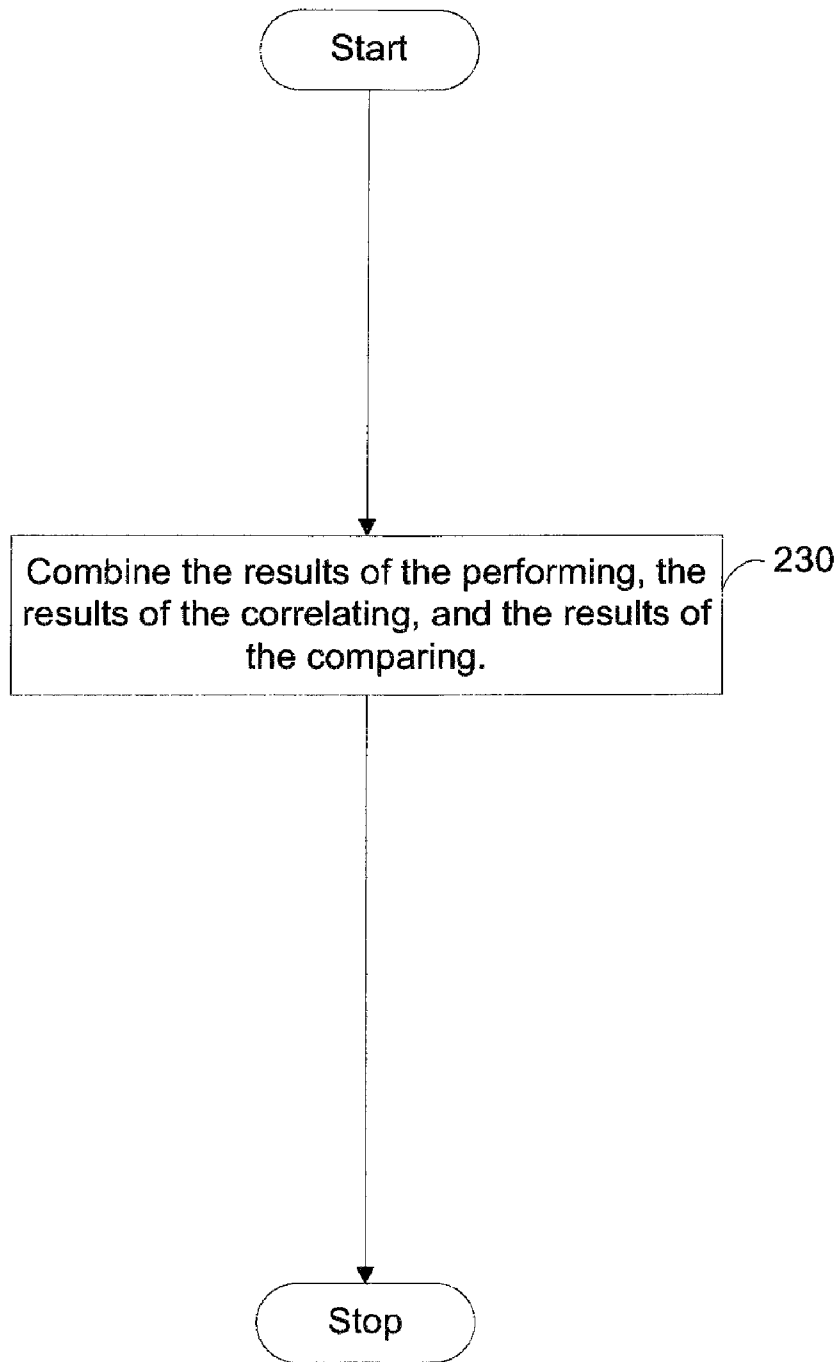 Start
Combine the results of the performing, the
results of the correlating, and the results of
the comparing.
230
Stop